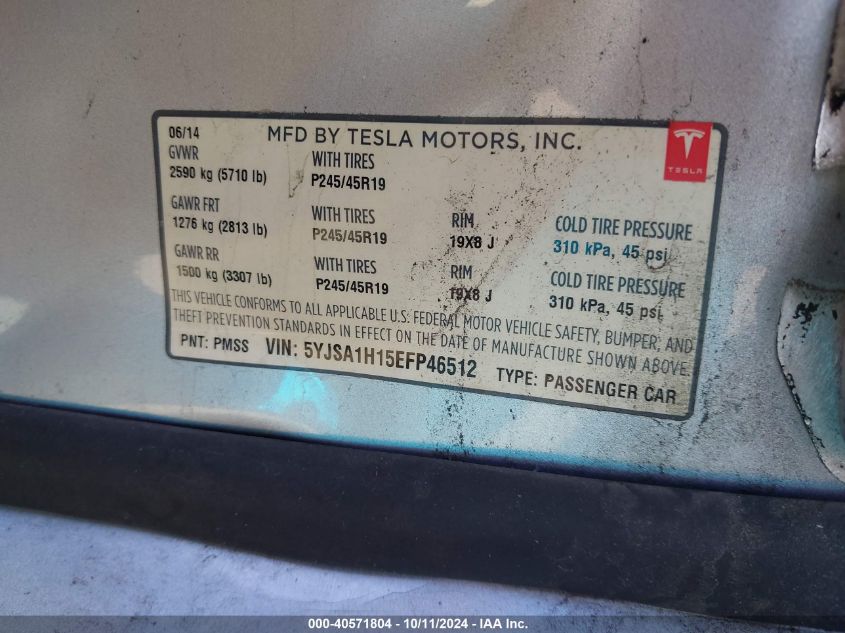 06/14 MFD BY TESLA MOTORS, INC.
TESLA
GVWR WITH TIRES
2590 kg (5710 lb) P245/45R19
GAWR FRT WITH TIRES RIM COLD TIRE PRESSURE
1276 kg (2813 lb) P245/45R19 19X8 J 310 kPa, 45 psi
GAWR RR WITH TIRES RIM COLD TIRE PRESSURE
1500 kg (3307 lb) P245/45R19 19X8 J 310 kPa, 45 psi
THIS VEHICLE CONFORMS TO ALL APPLICABLE U.S. FEDERAL MOTOR VEHICLE SAFETY, BUMPER, AND
THEFT PREVENTION STANDARDS IN EFFECT ON THE DATE OF MANUFACTURE SHOWN ABOVE.
PNT: PMSS VIN: 5YJSA1H15EFP46512 TYPE: PASSENGER CAR
000-40571804 - 10/11/2024 - IAA Inc.